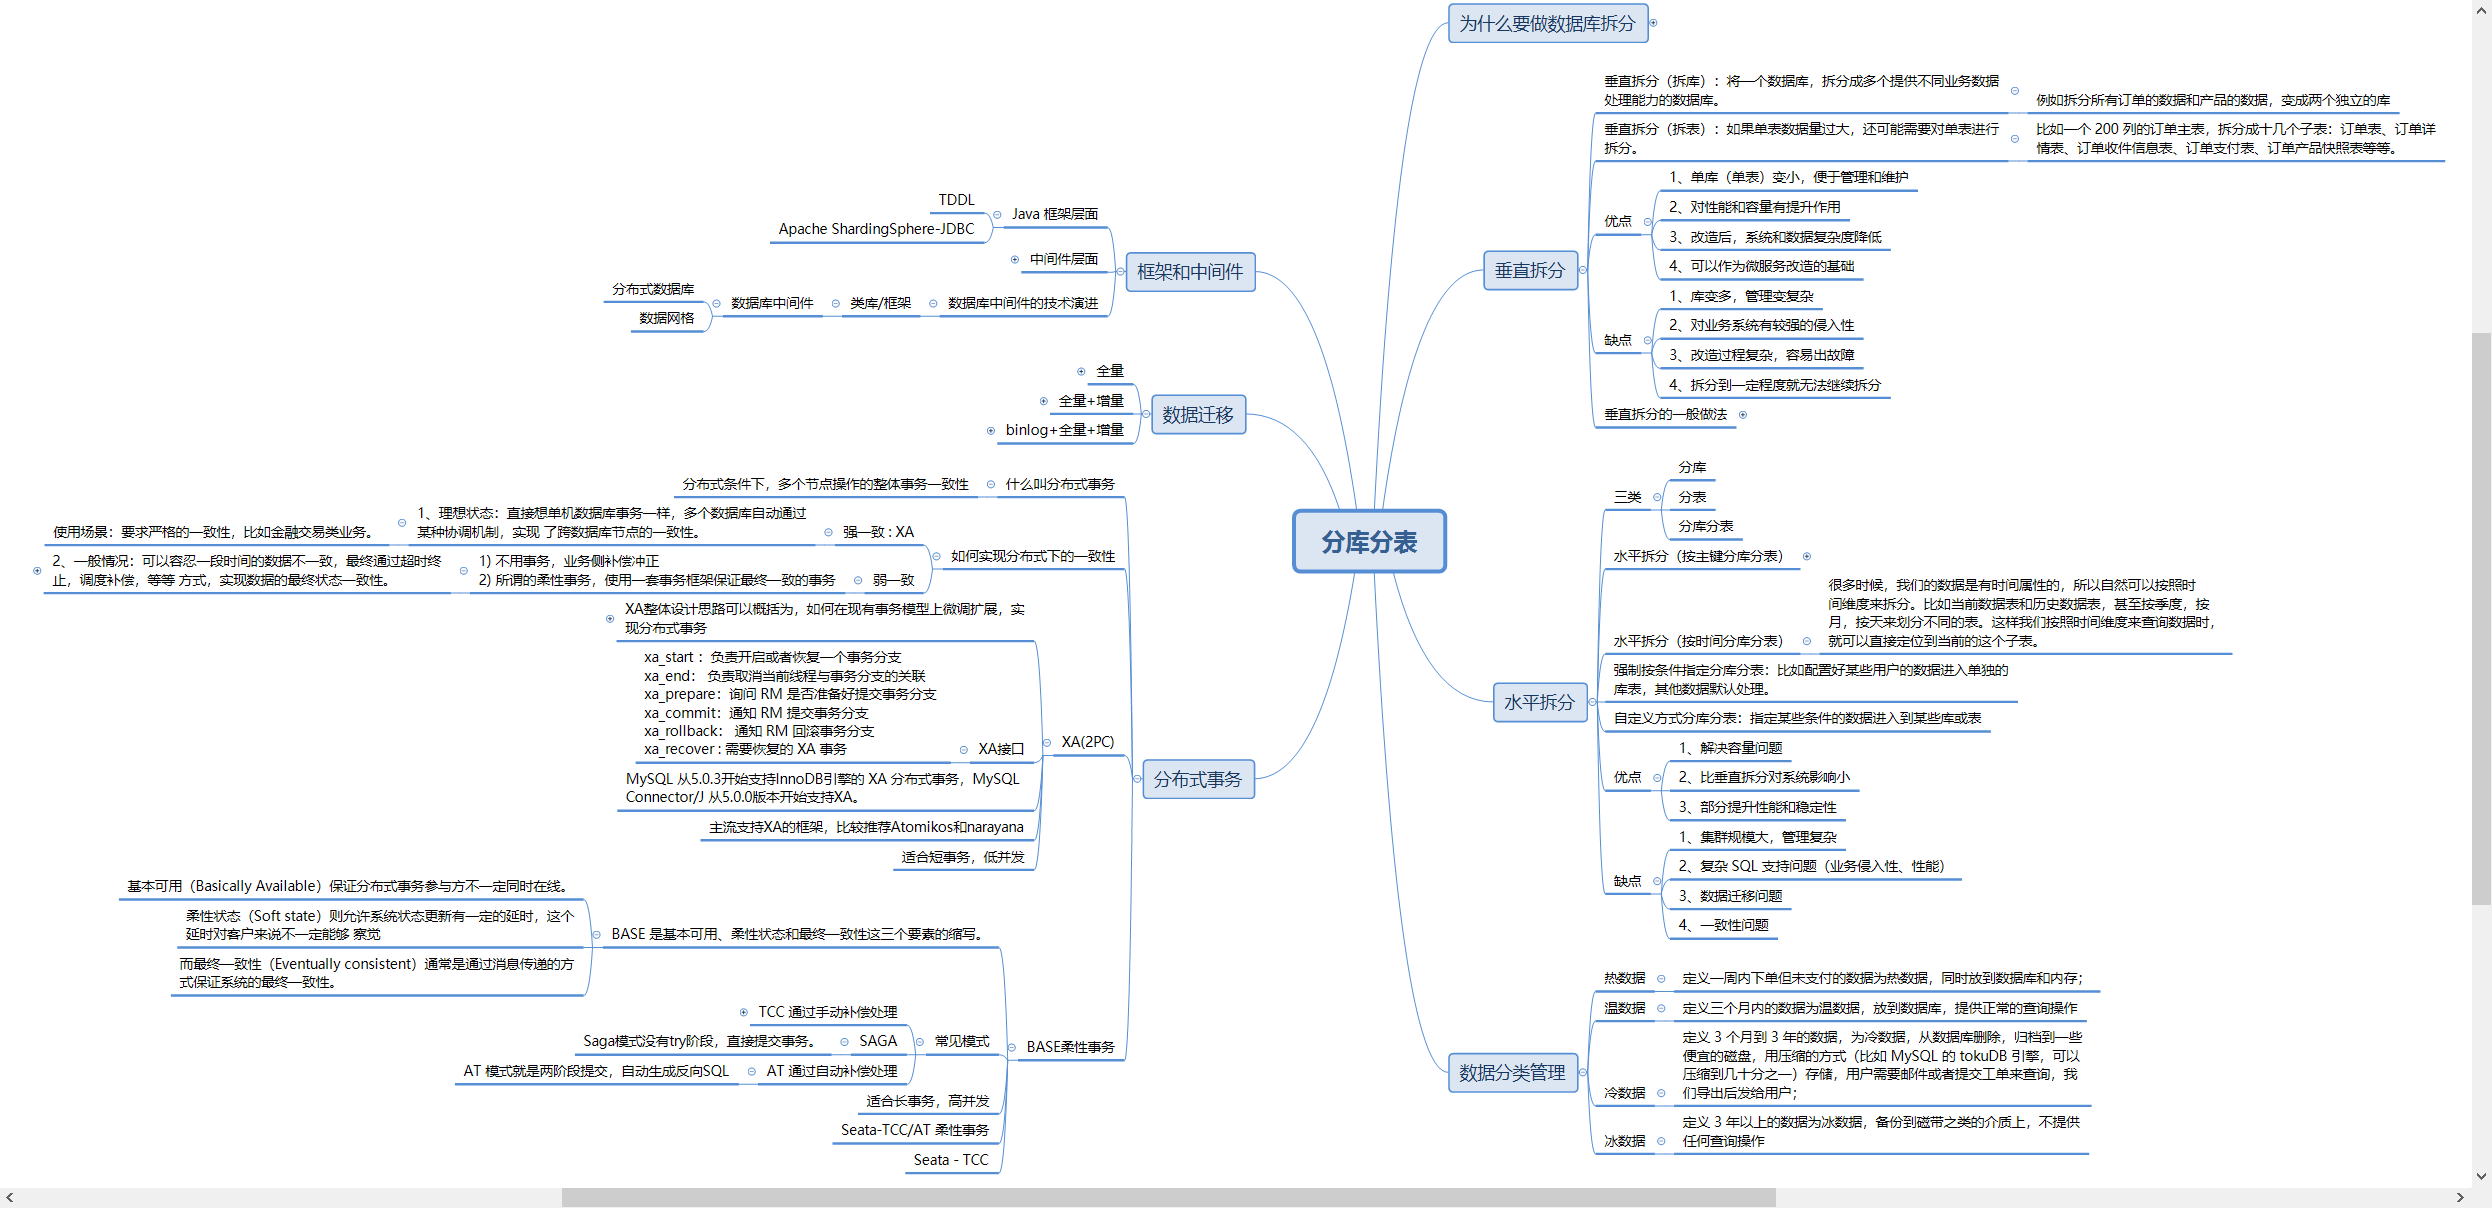 分库分表
为什么要做数据库拆分
垂直拆分
垂直拆分（拆库）：将一个数据库，拆分成多个提供不同业务数据
处理能力的数据库。
例如拆分所有订单的数据和产品的数据，变成两个独立的库
垂直拆分（拆表）：如果单表数据量过大，还可能需要对单表进行
拆分。
比如一个 200 列的订单主表，拆分成十几个子表：订单表、订单详
情表、订单收件信息表、订单支付表、订单产品快照表等等。
优点
1、单库（单表）变小，便于管理和维护
2、对性能和容量有提升作用
3、改造后，系统和数据复杂度降低
4、可以作为微服务改造的基础
缺点
1、库变多，管理变复杂
2、对业务系统有较强的侵入性
3、改造过程复杂，容易出故障
4、拆分到一定程度就无法继续拆分
垂直拆分的一般做法
水平拆分
三类
分库
分表
分库分表
水平拆分（按主键分库分表）
水平拆分（按时间分库分表）
很多时候，我们的数据是有时间属性的，所以自然可以按照时
间维度来拆分。比如当前数据表和历史数据表，甚至按季度，按
月，按天来划分不同的表。这样我们按照时间维度来查询数据时，
就可以直接定位到当前的这个子表。
强制按条件指定分库分表：比如配置好某些用户的数据进入单独的
库表，其他数据默认处理。
自定义方式分库分表：指定某些条件的数据进入到某些库或表
优点
1、解决容量问题
2、比垂直拆分对系统影响小
3、部分提升性能和稳定性
缺点
1、集群规模大，管理复杂
2、复杂 SQL 支持问题（业务侵入性、性能）
3、数据迁移问题
4、一致性问题
数据分类管理
热数据
定义一周内下单但未支付的数据为热数据，同时放到数据库和内存；
温数据
定义三个月内的数据为温数据，放到数据库，提供正常的查询操作
冷数据
定义 3 个月到 3 年的数据，为冷数据，从数据库删除，归档到一些
便宜的磁盘，用压缩的方式（比如 MySQL 的 tokuDB 引擎，可以
压缩到几十分之一）存储，用户需要邮件或者提交工单来查询，我
们导出后发给用户；
冰数据
定义 3 年以上的数据为冰数据，备份到磁带之类的介质上，不提供
任何查询操作
框架和中间件
Java 框架层面
TDDL
Apache ShardingSphere-JDBC
中间件层面
数据库中间件的技术演进
类库/框架
数据库中间件
分布式数据库
数据网格
数据迁移
全量
全量+增量
binlog+全量+增量
分布式事务
什么叫分布式事务
分布式条件下，多个节点操作的整体事务一致性
如何实现分布式下的一致性
强一致 : XA
1、理想状态：直接想单机数据库事务一样，多个数据库自动通过
某种协调机制，实现 了跨数据库节点的一致性。
使用场景：要求严格的一致性，比如金融交易类业务。
弱一致
1) 不用事务，业务侧补偿冲正
2) 所谓的柔性事务，使用一套事务框架保证最终一致的事务
2、一般情况：可以容忍一段时间的数据不一致，最终通过超时终
止，调度补偿，等等 方式，实现数据的最终状态一致性。
XA(2PC)
XA整体设计思路可以概括为，如何在现有事务模型上微调扩展，实
现分布式事务
XA接口
xa_start ：负责开启或者恢复一个事务分支
xa_end： 负责取消当前线程与事务分支的关联
xa_prepare：询问 RM 是否准备好提交事务分支
xa_commit：通知 RM 提交事务分支
xa_rollback： 通知 RM 回滚事务分支
xa_recover : 需要恢复的 XA 事务
MySQL 从5.0.3开始支持InnoDB引擎的 XA 分布式事务，MySQL
Connector/J 从5.0.0版本开始支持XA。
主流支持XA的框架，比较推荐Atomikos和narayana
适合短事务，低并发
BASE柔性事务
BASE 是基本可用、柔性状态和最终一致性这三个要素的缩写。
基本可用（Basically Available）保证分布式事务参与方不一定同时在线。
柔性状态（Soft state）则允许系统状态更新有一定的延时，这个
延时对客户来说不一定能够 察觉
而最终一致性（Eventually consistent）通常是通过消息传递的方
式保证系统的最终一致性。
常见模式
TCC 通过手动补偿处理
SAGA
Saga模式没有try阶段，直接提交事务。
AT 通过自动补偿处理
AT 模式就是两阶段提交，自动生成反向SQL
适合长事务，高并发
Seata-TCC/AT 柔性事务
Seata - TCC